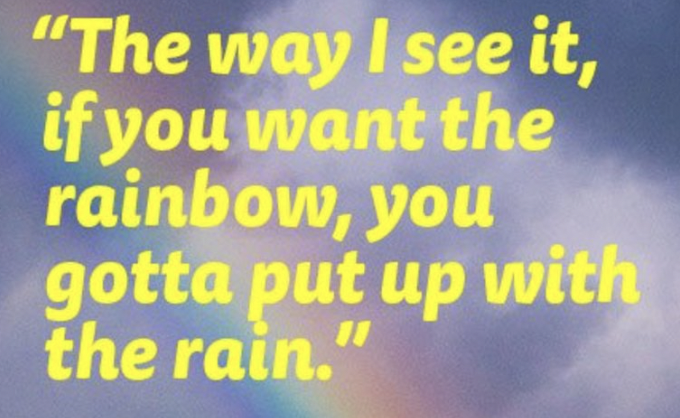 “The way I see it,
if you want the
rainbow, you
gotta put up with
the rain.”